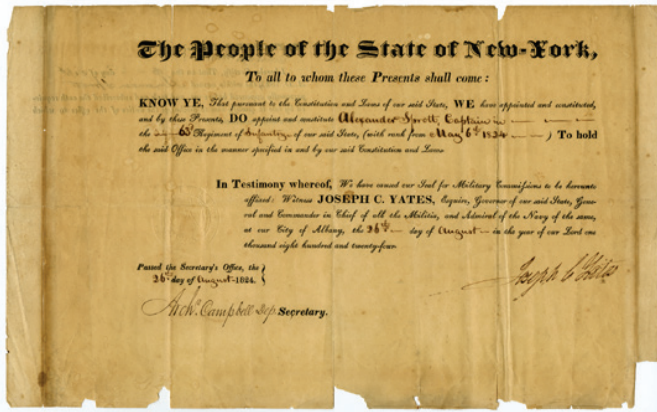 The People of the State of New-York,
To all to whom these Presents shall come:
KNOW YE, That pursuant to the Constitution and Laws of our said State, WE have appointed and constituted,
and by these Presents, DO appoint and constitute Alexander Sprott, Captain in
the 63d Regiment of Infantry of our said State, (with rank from May 6th 1824 ) To hold
the said Office in the manner specified in and by our said Constitution and Laws.
In Testimony whereof, We have caused our Seal for Military Commissions to be hereunto
affixed: Witness JOSEPH C. YATES, Esquire, Governor of our said State, Gene-
ral and Commander in Chief of all the Militia, and Admiral of the Navy of the same,
at our City of Albany, the 26th day of August in the year of our Lord one
thousand eight hundred and twenty-four.
Passed the Secretary's Office, the
26th day of August 1824.
Joseph C Yates
Archd. Campbell Dep. Secretary.